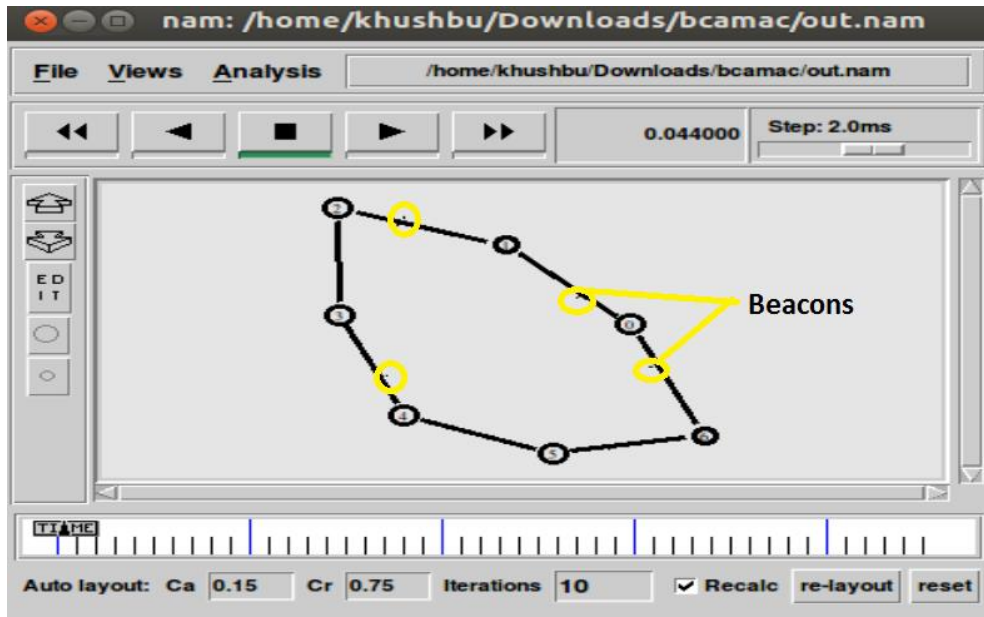 nam: /home/khushbu/Downloads/bcamac/out.nam
File Views Analysis /home/khushbu/Downloads/bcamac/out.nam
0.044000 Step: 2.0ms
E D
I T
2
1
3
0
Beacons
4
5
6
TIME
Auto layout: Ca 0.15 Cr 0.75 Iterations 10 Recalc re-layout reset